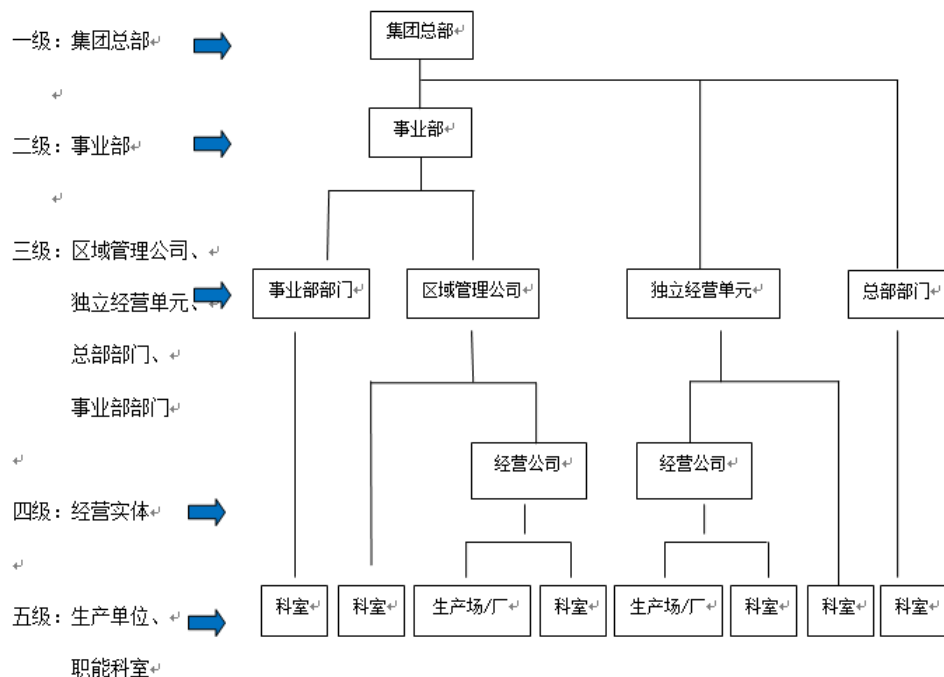 集团总部
一级：集团总部
事业部
二级：事业部
三级：区域管理公司、
独立经营单元、
总部部门、
事业部部门
事业部部门
区域管理公司
独立经营单元
总部部门
经营公司
经营公司
四级：经营实体
科室
科室
生产场/厂
科室
生产场/厂
科室
科室
科室
五级：生产单位、
职能科室